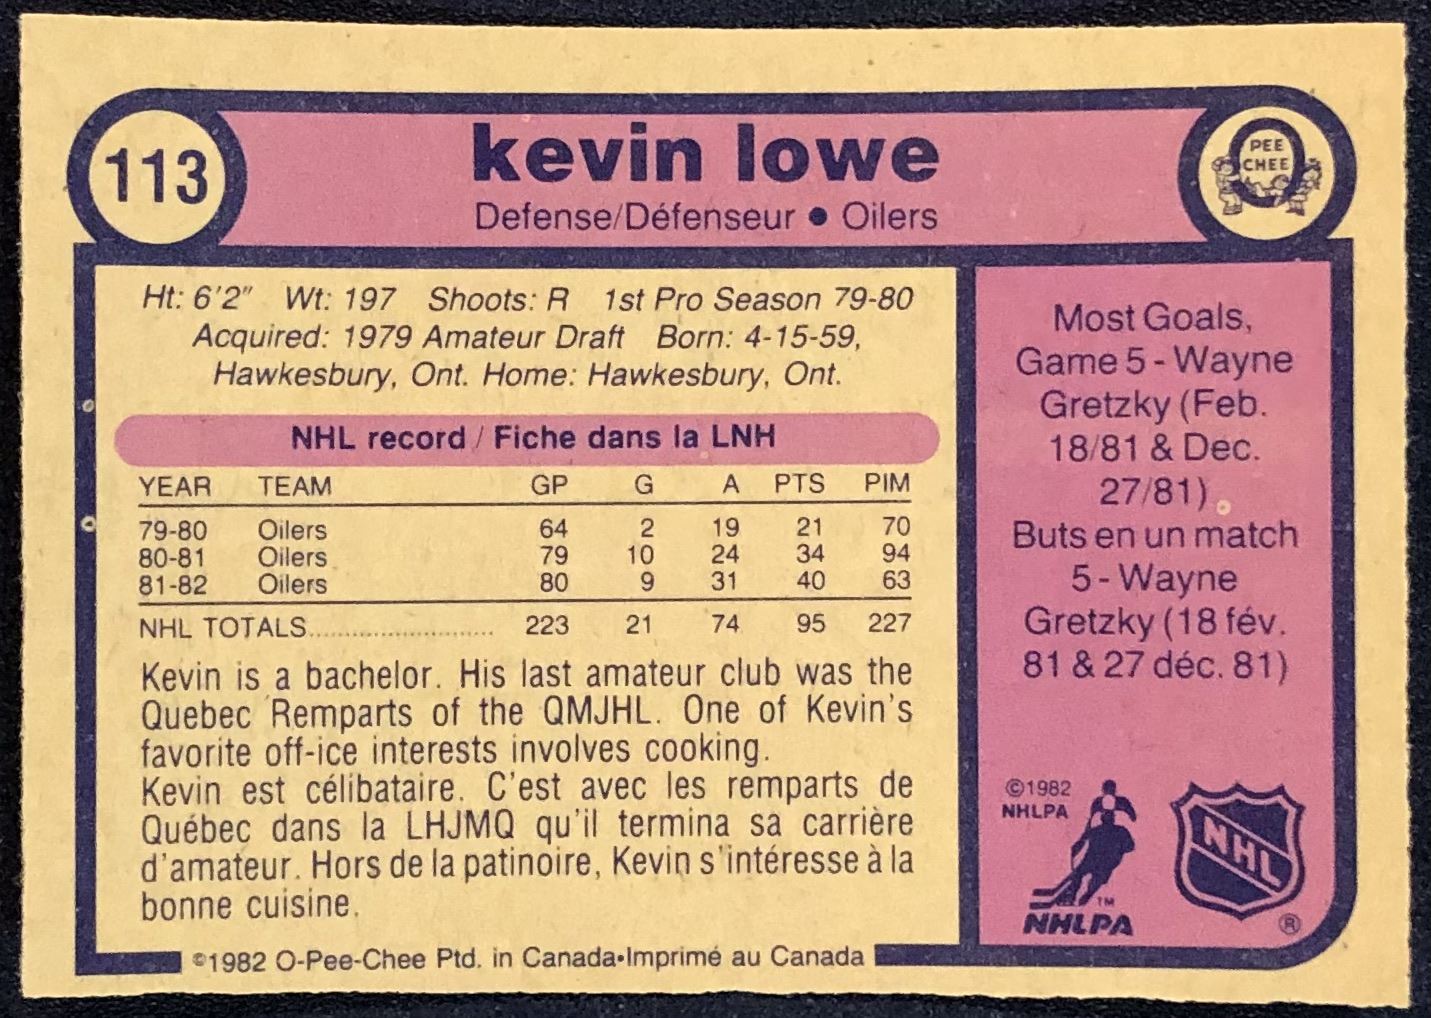 113
kevin lowe
Defense/Défenseur • Oilers
PEE
CHEE
Ht: 6'2" Wt: 197 Shoots: R 1st Pro Season 79-80
Acquired: 1979 Amateur Draft Born: 4-15-59,
Hawkesbury, Ont. Home: Hawkesbury, Ont.
NHL record / Fiche dans la LNH
YEAR TEAM GP G A PTS PIM
79-80 Oilers 64 2 19 21 70
80-81 Oilers 79 10 24 34 94
81-82 Oilers 80 9 31 40 63
NHL TOTALS............................ 223 21 74 95 227
Kevin is a bachelor. His last amateur club was the
Quebec Remparts of the QMJHL. One of Kevin's
favorite off-ice interests involves cooking.
Kevin est célibataire. C'est avec les remparts de
Québec dans la LHJMQ qu'il termina sa carrière
d'amateur. Hors de la patinoire, Kevin s'intéresse à la
bonne cuisine.
©1982 O-Pee-Chee Ptd. in Canada•Imprimé au Canada
Most Goals,
Game 5 - Wayne
Gretzky (Feb.
18/81 & Dec.
27/81)
Buts en un match
5 - Wayne
Gretzky (18 fév.
81 & 27 déc. 81)
©1982
NHLPA
TM
NHLPA
NHL
®